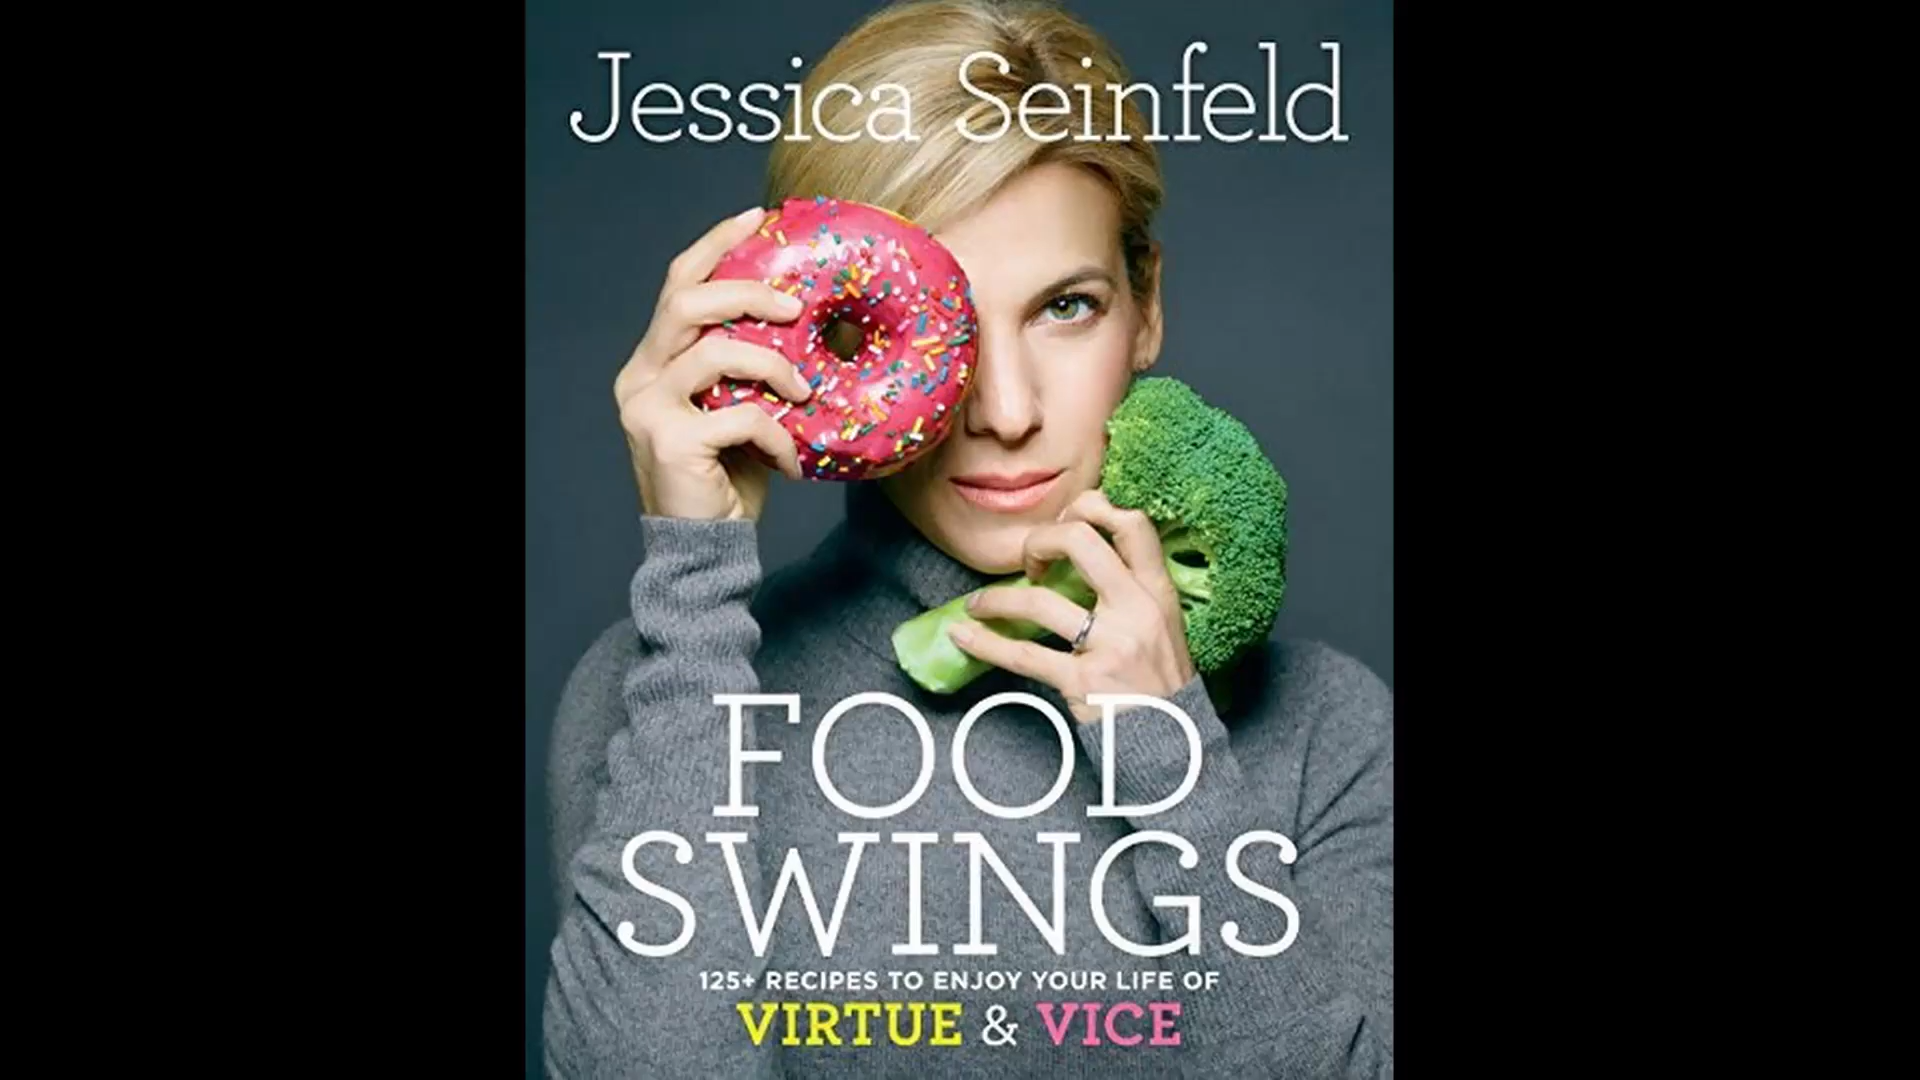 Jessica Seinfeld
FOOD
SWINGS
125+ RECIPES TO ENJOY YOUR LIFE OF
VIRTUE & VICE